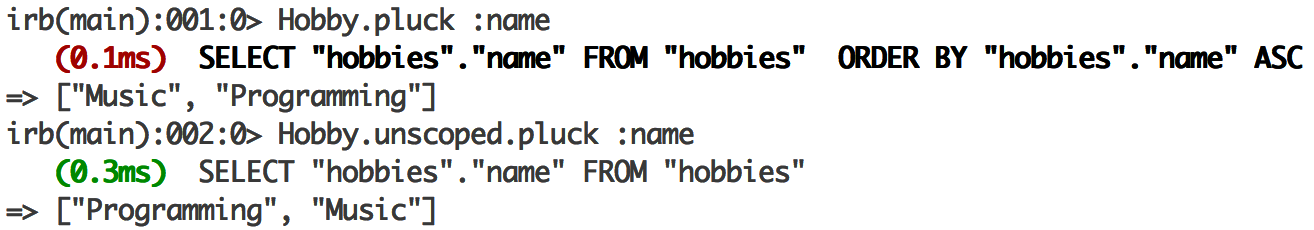 irb(main):001:0> Hobby.pluck :name
(0.1ms)  SELECT "hobbies"."name" FROM "hobbies"  ORDER BY "hobbies"."name" ASC
=> ["Music", "Programming"]
irb(main):002:0> Hobby.unscoped.pluck :name
(0.3ms)  SELECT "hobbies"."name" FROM "hobbies"
=> ["Programming", "Music"]